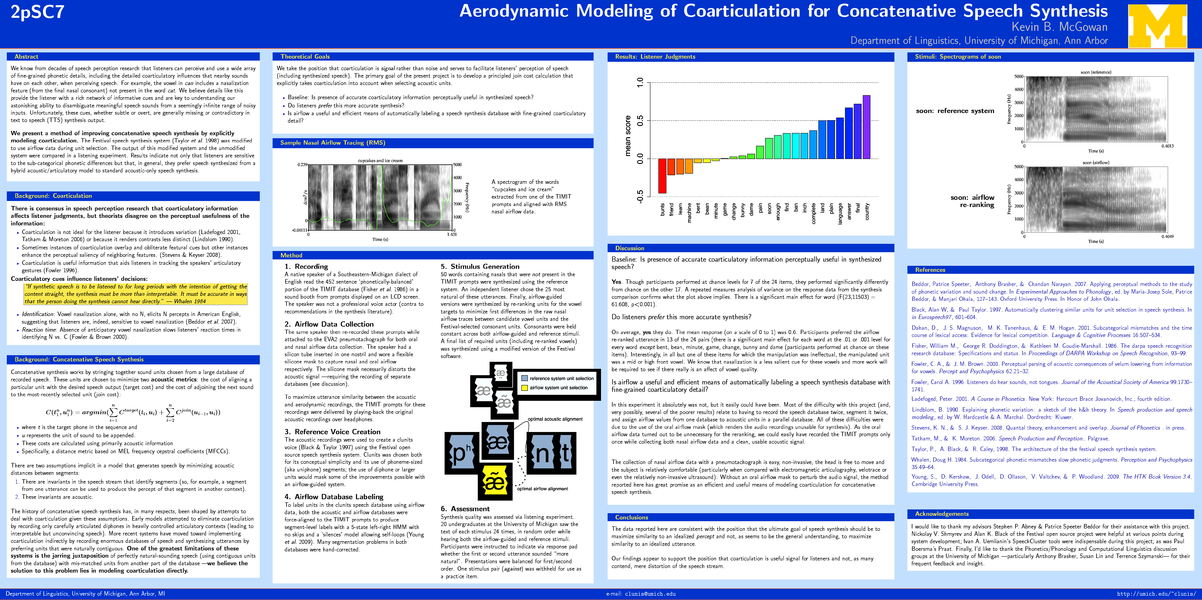 2pSC7
Aerodynamic Modeling of Coarticulation for Concatenative Speech Synthesis
Kevin B. McGowan
Department of Linguistics, University of Michigan, Ann Arbor
Abstract
We know from decades of speech perception research that listeners can perceive and use a wide array
of fine-grained phonetic details, including the detailed coarticulatory influences that nearby sounds
have on each other, when perceiving speech. For example, the vowel in can includes a nasalization
feature (from the final nasal consonant) not present in the word cat. We believe details like this
provide the listener with a rich network of informative cues and are key to understanding our
astonishing ability to disambiguate meaningful speech sounds from a seemingly infinite range of noisy
inputs. Unfortunately, these cues, whether subtle or overt, are generally missing or contradictory in
text to speech (TTS) synthesis output.
We present a method of improving concatenative speech synthesis by explicitly
modeling coarticulation. The Festival speech synthesis system (Taylor et al. 1998) was modified
to use airflow data during unit selection. The output of this modified system and the unmodified
system were compared in a listening experiment. Results indicate not only that listeners are sensitive
to the sub-categorical phonetic differences but that, in general, they prefer speech synthesized from a
hybrid acoustic/articulatory model to standard acoustic-only speech synthesis.
Background: Coarticulation
There is consensus in speech perception research that coarticulatory information
affects listener judgments, but theorists disagree on the perceptual usefulness of the
information:
• Coarticulation is not ideal for the listener because it introduces variation (Ladefoged 2001,
Tatham & Moreton 2006) or because it renders contrasts less distinct (Lindblom 1990).
• Sometimes instances of coarticulation overlap and obliterate featural cues but other instances
enhance the perceptual saliency of neighboring features. (Stevens & Keyser 2008).
• Coarticulation is useful information that aids listeners in tracking the speakers' articulatory
gestures (Fowler 1996).
Coarticulatory cues influence listeners' decisions:
"If synthetic speech is to be listened to for long periods with the intention of getting the
content straight, the synthesis must be more than interpretable. It must be accurate in ways
that the person doing the synthesis cannot hear directly" — Whalen 1984
• Identification: Vowel nasalization alone, with no N, elicits N percepts in American English,
suggesting listeners are, indeed, sensitive to vowel nasalization (Beddor et al. 2007).
• Reaction time: Absence of anticipatory vowel nasalization slows listeners' reaction times in
identifying N vs. C (Fowler & Brown 2000).
Background: Concatenative Speech Synthesis
Concatenative synthesis works by stringing together sound units chosen from a large database of
recorded speech. These units are chosen to minimize two acoustic metrics: the cost of aligning a
particular unit with the desired speech output (target cost) and the cost of adjoining the next sound
to the most recently selected unit (join cost):
• where t is the target phone in the sequence and
• u represents the unit of sound to be appended.
• These costs are calculated using primarily acoustic information
• Specifically, a distance metric based on MEL frequency cepstral coefficients (MFCCs).
There are two assumptions implicit in a model that generates speech by minimizing acoustic
distances between segments:
1. There are invariants in the speech stream that identify segments (so, for example, a segment
from one utterance can be used to produce the percept of that segment in another context).
2. These invariants are acoustic.
The history of concatenative speech synthesis has, in many respects, been shaped by attempts to
deal with coarticulation given these assumptions. Early models attempted to eliminate coarticulation
by recording only carefully articulated diphones in heavily controlled articulatory contexts (leading to
interpretable but unconvincing speech). More recent systems have moved toward implementing
coarticulation indirectly by recording enormous databases of speech and synthesizing utterances by
preferring units that were naturally contiguous. One of the greatest limitations of these
systems is the jarring juxtaposition of perfectly natural-sounding speech (using contiguous units
from the database) with mis-matched units from another part of the database —we believe the
solution to this problem lies in modeling coarticulation directly.
Theoretical Goals
We take the position that coarticulation is signal rather than noise and serves to facilitate listeners' perception of speech
(including synthesized speech). The primary goal of the present project is to develop a principled join cost calculation that
explicitly takes coarticulation into account when selecting acoustic units.
• Baseline: Is presence of accurate coarticulatory information perceptually useful in synthesized speech?
• Do listeners prefer this more accurate synthesis?
• Is airflow a useful and efficient means of automatically labeling a speech synthesis database with fine-grained coarticulatory
detail?
Sample Nasal Airflow Tracing (RMS)
cupcakes and ice cream
Time (s)
Frequency (Hz)
5000
4000
3000
2000
1000
0
A spectrogram of the words
"cupcakes and ice cream"
extracted from one of the TIMIT
prompts and aligned with RMS
nasal airflow data.
Method
1. Recording
A native speaker of a Southeastern-Michigan dialect of
English read the 452 sentence 'phonetically-balanced'
portion of the TIMIT database (Fisher et al. 1986) in a
sound booth from prompts displayed on an LCD screen.
The speaker was not a professional voice actor (contra to
recommendations in the synthesis literature).
2. Airflow Data Collection
The same speaker then re-recorded these prompts while
attached to the EVA2 pneumotachograph for both oral
and nasal airflow data collection. The speaker had a
silicon tube inserted in one nostril and wore a flexible
silicone mask to capture nasal and oral airflow
respectively. The silicone mask necessarily distorts the
acoustic signal —requiring the recording of separate
databases (see discussion).
To maximize utterance similarity between the acoustic
and aerodynamic recordings, the TIMIT prompts for these
recordings were delivered by playing-back the original
acoustic recordings over headphones.
3. Reference Voice Creation
The acoustic recordings were used to create a clunits
voice (Black & Taylor 1997) using the Festival open
source speech synthesis system. Clunits was chosen both
for its conceptual simplicity and its use of phoneme-sized
(aka uniphone) segments; the use of diphone or larger
units would mask some of the improvements possible with
an airflow-guided system.
4. Airflow Database Labeling
To label units in the clunits speech database using airflow
data, both the acoustic and airflow databases were
force-aligned to the TIMIT prompts to produce
segment-level labels with a 5-state left-right HMM with
no skips and a 'silences' model allowing self-loops (Young
et al. 2009). Many segmentation problems in both
databases were hand-corrected.
5. Stimulus Generation
50 words containing nasals that were not present in the
TIMIT prompts were synthesized using the reference
system. An independent listener chose the 25 most
natural of these utterances. Finally, airflow-guided
versions were synthesized by re-ranking units for the vowel
targets to minimize first differences in the raw nasal
airflow traces between candidate vowel units and the
Festival-selected consonant units. Consonants were held
constant across both airflow-guided and reference stimuli.
A final list of required units (including re-ranked vowels)
was synthesized using a modified version of the Festival
software.
reference system unit selection
airflow system unit selection
optimal acoustic alignment
optimal airflow alignment
6. Assessment
Synthesis quality was assessed via listening experiment.
20 undergraduates at the University of Michigan saw the
text of each stimulus 24 times, in random order while
hearing both the airflow-guided and reference stimuli.
Participants were instructed to indicate via response pad
whether the first or second utterance sounded "more
natural". Presentations were balanced for first/second
order. One stimulus pair (against) was withheld for use as
a practice item.
Results: Listener Judgments
mean score
1.0
0.5
0.0
-0.5
bunts
friend
learn
machine
bent
bean
minute
game
change
bunny
dame
pain
soon
enough
find
ban
inch
complete
land
plain
language
answer
final
country
Discussion
Baseline: Is presence of accurate coarticulatory information perceptually useful in synthesized
speech?
Yes. Though participants performed at chance levels for 7 of the 24 items, they performed significantly different
from chance on the other 17. A repeated measures analysis of variance on the response data from the synthesis
comparison confirms what the plot above implies. There is a significant main effect for word (F(23,11503) =
61.608, p<0.001).
Do listeners prefer this more accurate synthesis?
On average, yes they do. The mean response (on a scale of 0 to 1) was 0.6. Participants preferred the airflow
re-ranked utterance in 13 of the 24 pairs (there is a significant main effect for each word at the .01 or .001 level for
every word except bent, bean, minute, game, change, bunny and dame (participants performed at chance on these
items). Interestingly, in all but one of these items for which the manipulation was ineffectual, the manipulated unit
was a mid or high front vowel. We know that nasalization is a less salient cue for these vowels and more work will
be required to see if there really is an affect of vowel quality.
Is airflow a useful and efficient means of automatically labeling a speech synthesis database with
fine-grained coarticulatory detail?
In this experiment it absolutely was not, but it easily could have been. Most of the difficulty with this project (and,
very possibly, several of the poorer results) relate to having to record the speech database twice, segment it twice,
and assign airflow values from one database to acoustic units in a parallel database. All of these difficulties were
due to the use of the oral airflow mask (which renders the audio recordings unusable for synthesis). As the oral
airflow data turned out to be unnecessary for the reranking, we could easily have recorded the TIMIT prompts only
once while collecting both nasal airflow data and a clean, usable acoustic signal.
The collection of nasal airflow data with a pneumotachograph is easy, non-invasive, the head is free to move and
the subject is relatively comfortable (particularly when compared with electromagnetic articulography, velotrace or
even the relatively non-invasive ultrasound). Without an oral airflow mask to perturb the audio signal, the method
reported here has great promise as an efficient and useful means of modeling coarticulation for concatenative
speech synthesis.
Conclusions
The data reported here are consistent with the position that the ultimate goal of speech synthesis should be to
maximize similarity to an idealized percept and not, as seems to be the general understanding, to maximize
similarity to an idealized utterance.
Our findings appear to support the position that coarticulation is useful signal for listeners and not, as many
contend, mere distortion of the speech stream.
Stimuli: Spectrograms of soon
soon: reference system
soon (reference)
Frequency (Hz)
Time (s)
soon: airflow
re-ranking
soon (airflow)
Frequency (Hz)
Time (s)
References
Beddor, Patrice Speeter, Anthony Brasher, & Chandan Narayan. 2007. Applying perceptual methods to the study
of phonetic variation and sound change. In Experimental Approaches to Phonology, ed. by Maria-Josep Sole, Patrice
Beddor, & Manjari Ohala, 127–143. Oxford University Press. In Honor of John Ohala.
Black, Alan W. & Paul Taylor. 1997. Automatically clustering similar units for unit selection in speech synthesis. In
in Eurospeech97, 601–604.
Dahan, D., J. S. Magnuson, M. K. Tanenhaus, & E. M. Hogan. 2001. Subcategorical mismatches and the time
course of lexical access: Evidence for lexical competition. Language & Cognitive Processes 16.507–534.
Fisher, William M., George R. Doddington, & Kathleen M. Goudie-Marshall. 1986. The darpa speech recognition
research database: Specifications and status. In Proceedings of DARPA Workshop on Speech Recognition, 93–99.
Fowler, C. A., & J. M. Brown. 2000. Perceptual parsing of acoustic consequences of velum lowering from information
for vowels. Percept and Psychophysics 62.21–32.
Fowler, Carol A. 1996. Listeners do hear sounds, not tongues. Journal of the Acoustical Society of America 99.1730–
1741.
Ladefoged, Peter. 2001. A Course in Phonetics. New York: Harcourt Brace Jovanovich, Inc., fourth edition.
Lindblom, B. 1990. Explaining phonetic variation: a sketch of the h&h theory. In Speech production and speech
modeling, ed. by W. Hardcastle & A. Marchal. Dordrecht: Kluwer.
Stevens, K. N., & S. J. Keyser. 2008. Quantal theory, enhancement and overlap. Journal of Phonetics . in press.
Tatham, M., & K. Moreton. 2006. Speech Production and Perception . Palgrave.
Taylor, P., A. Black, & R. Caley, 1998. The architecture of the the festival speech synthesis system.
Whalen, Doug H. 1984. Subcategorical phonetic mismatches slow phonetic judgments. Perception and Psychophysics
35.49–64.
Young, S., D. Kershaw, J. Odell, D. Ollason, V. Valtchev, & P. Woodland. 2009. The HTK Book Version 3.4.
Cambridge University Press.
Acknowledgements
I would like to thank my advisors Stephen P. Abney & Patrice Speeter Beddor for their assistance with this project.
Nickolay V. Shmyrev and Alan K. Black of the Festival open source project were helpful at various points during
system development; Ivan A. Uemlianin's SpeechCluster tools were indispensable during this project; as was Paul
Boersma's Praat. Finally, I'd like to thank the Phonetics/Phonology and Computational Linguistics discussion
groups at the University of Michigan —particularly Anthony Brasher, Susan Lin and Terrence Szymanski— for their
frequent feedback and insight.
Department of Linguistics, University of Michigan, Ann Arbor, MI
e-mail: clunis@umich.edu
http://umich.edu/~clunis/